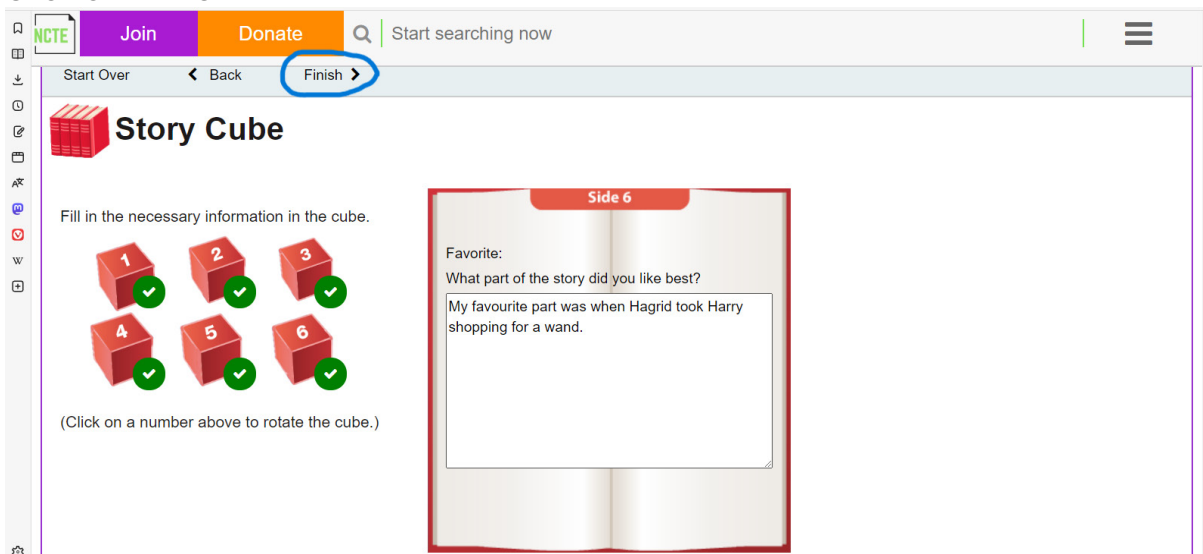 NCTE Join Donate Start searching now
Start Over Back Finish
Story Cube
Side 6
Fill in the necessary information in the cube.
1 2 3
4 5 6
(Click on a number above to rotate the cube.)
Favorite:
What part of the story did you like best?
My favourite part was when Hagrid took Harry
shopping for a wand.
W